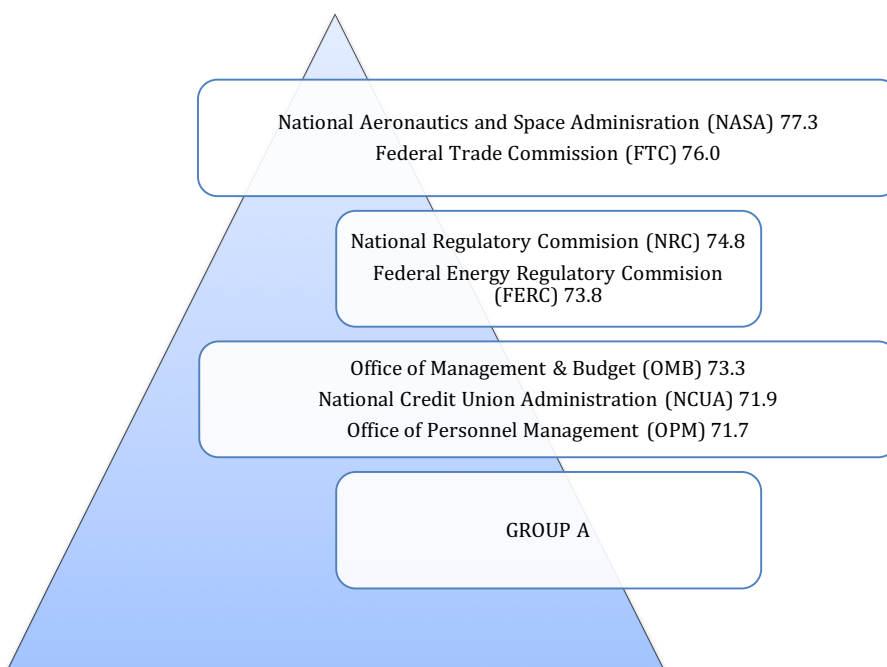 National Aeronautics and Space Adminisration (NASA) 77.3
Federal Trade Commission (FTC) 76.0
National Regulatory Commision (NRC) 74.8
Federal Energy Regulatory Commision
(FERC) 73.8
Office of Management & Budget (OMB) 73.3
National Credit Union Administration (NCUA) 71.9
Office of Personnel Management (OPM) 71.7
GROUP A